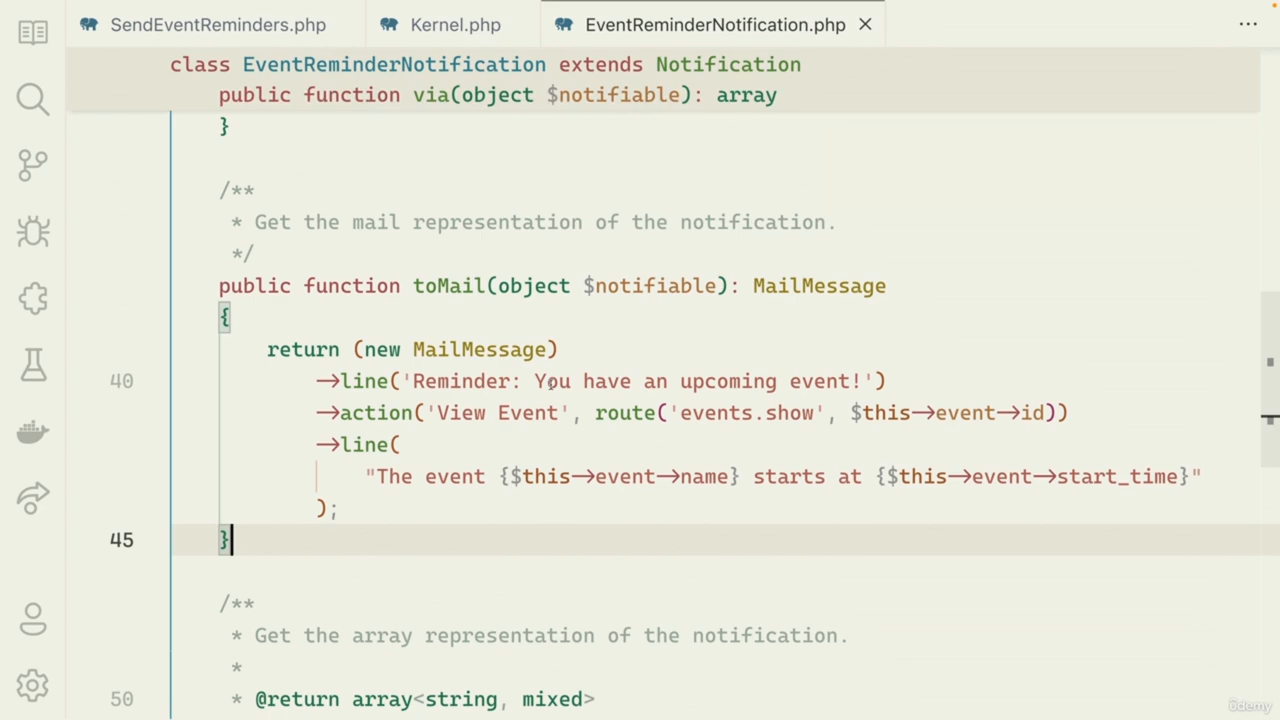 SendEventReminders.php Kernel.php EventReminderNotification.php
class EventReminderNotification extends Notification
public function via(object $notifiable): array
}
/**
* Get the mail representation of the notification.
*/
public function toMail(object $notifiable): MailMessage
{
return (new MailMessage)
40 ->line('Reminder: You have an upcoming event!')
->action('View Event', route('events.show', $this->event->id))
->line(
"The event {$this->event->name} starts at {$this->event->start_time}"
);
45 }
/**
* Get the array representation of the notification.
*
50 * @return array<string, mixed>
ûdemy